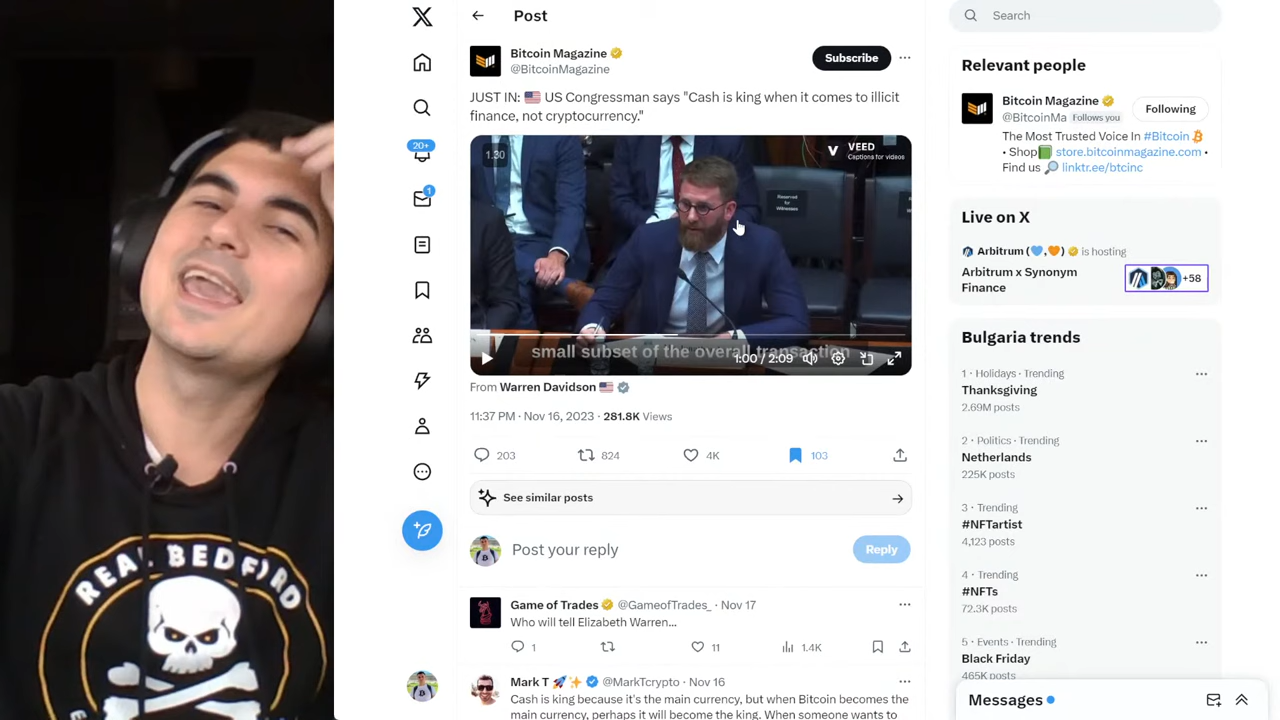 REAL BEDFORD
Post
Bitcoin Magazine
@BitcoinMagazine
Subscribe
JUST IN: 🇺🇸 US Congressman says "Cash is king when it comes to illicit
finance, not cryptocurrency."
1:30
VEED
Captions for videos
Reserved
for
Witnesses
small subset of the overall transaction
1:00 / 2:09
From Warren Davidson 🇺🇸
11:37 PM · Nov 16, 2023 · 281.8K Views
203
824
4K
103
See similar posts
Post your reply
Reply
Game of Trades @GameofTrades_ · Nov 17
Who will tell Elizabeth Warren...
1
11
1.4K
Mark T 🚀✨ @MarkTcrypto · Nov 16
Cash is king because it's the main currency, but when Bitcoin becomes the
main currency, perhaps it will become the king. When someone wants to
20+
1
Search
Relevant people
Bitcoin Magazine
@BitcoinMa Follows you
Following
The Most Trusted Voice In #Bitcoin
• Shop📗 store.bitcoinmagazine.com •
Find us 🔎 linktr.ee/btcinc
Live on X
Arbitrum (💙,🧡) is hosting
Arbitrum x Synonym
Finance
+58
Bulgaria trends
1 · Holidays · Trending
Thanksgiving
2.69M posts
2 · Politics · Trending
Netherlands
225K posts
3 · Trending
#NFTartist
4,123 posts
4 · Trending
#NFTs
72.3K posts
5 · Events · Trending
Black Friday
465K posts
Messages